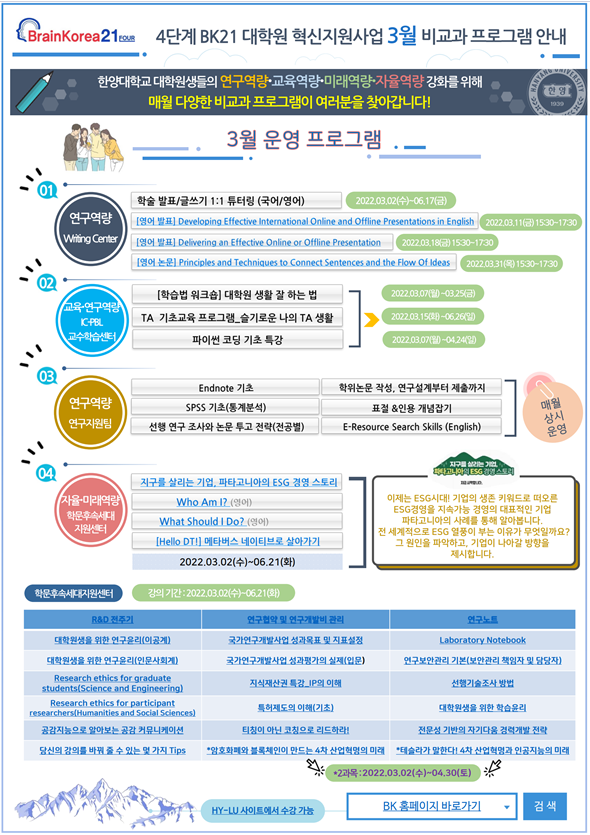 BrainKorea21 FOUR
4단계 BK21 대학원 혁신지원사업 3월 비교과 프로그램 안내
한양대학교 대학원생들의 연구역량·교육역량·미래역량·자율역량 강화를 위해
매월 다양한 비교과 프로그램이 여러분을 찾아갑니다!
HANYANG UNIVERSITY
한양
1939
3월 운영 프로그램
01
연구역량
Writing Center
학술 발표/글쓰기 1:1 튜터링 (국어/영어)
2022.03.02(수)~06.17(금)
[영어 발표] Developing Effective International Online and Offline Presentations in English
2022.03.11(금) 15:30~17:30
[영어 발표] Delivering an Effective Online or Offline Presentation
2022.03.18(금) 15:30~17:30
[영어 논문] Principles and Techniques to Connect Sentences and the Flow Of Ideas
2022.03.31(목) 15:30~17:30
02
교육·연구역량
IC-PBL
교수학습센터
[학습법 워크숍] 대학원 생활 잘 하는 법
2022.03.07(월) ~03.25(금)
TA 기초교육 프로그램_슬기로운 나의 TA 생활
2022.03.15(화)~06.26(일)
파이썬 코딩 기초 특강
2022.03.07(월) ~04.24(일)
03
연구역량
연구지원팀
Endnote 기초
학위논문 작성, 연구설계부터 제출까지
SPSS 기초(통계분석)
표절 &인용 개념잡기
선행 연구 조사와 논문 투고 전략(전공별)
E-Resource Search Skills (English)
매월
상시
운영
04
자율·미래역량
학문후속세대
지원센터
지구를 살리는 기업, 파타고니아의 ESG 경영 스토리
Who Am I? (영어)
What Should I Do? (영어)
[Hello DT!] 메타버스 네이티브로 살아가기
2022.03.02(수)~06.21(화)
지구를 살리는 기업,
파타고니아의 ESG 경영 스토리
이제는 ESG시대! 기업의 생존 키워드로 떠오른
ESG경영을 지속가능 경영의 대표적인 기업
파타고니아의 사례를 통해 알아봅니다.
전 세계적으로 ESG 열풍이 부는 이유가 무엇일까요?
그 원인을 파악하고, 기업이 나아갈 방향을
제시합니다.
학문후속세대지원센터
강의 기간 : 2022.03.02(수)~06.21(화)
R&D 전주기
연구협약 및 연구개발비 관리
연구노트
대학원생을 위한 연구윤리(이공계)
국가연구개발사업 성과목표 및 지표설정
Laboratory Notebook
대학원생을 위한 연구윤리(인문사회계)
국가연구개발사업 성과평가의 실제(입문)
연구보안관리 기본(보안관리 책임자 및 담당자)
Research ethics for graduate
students(Science and Engineering)
지식재산권 특강_IP의 이해
선행기술조사 방법
Research ethics for participant
researchers(Humanities and Social Sciences)
특허제도의 이해(기초)
대학원생을 위한 학습윤리
공감지능으로 알아보는 공감 커뮤니케이션
티칭이 아닌 코칭으로 리드하라!
전문성 기반의 자기다움 경력개발 전략
당신의 강의를 바꿔 줄 수 있는 몇 가지 Tips
*암호화폐와 블록체인이 만드는 4차 산업혁명의 미래
*테슬라가 말한다! 4차 산업혁명과 인공지능의 미래
*2과목 : 2022.03.02(수)~04.30(토)
HY-LU 사이트에서 수강 가능
BK 홈페이지 바로가기
검 색